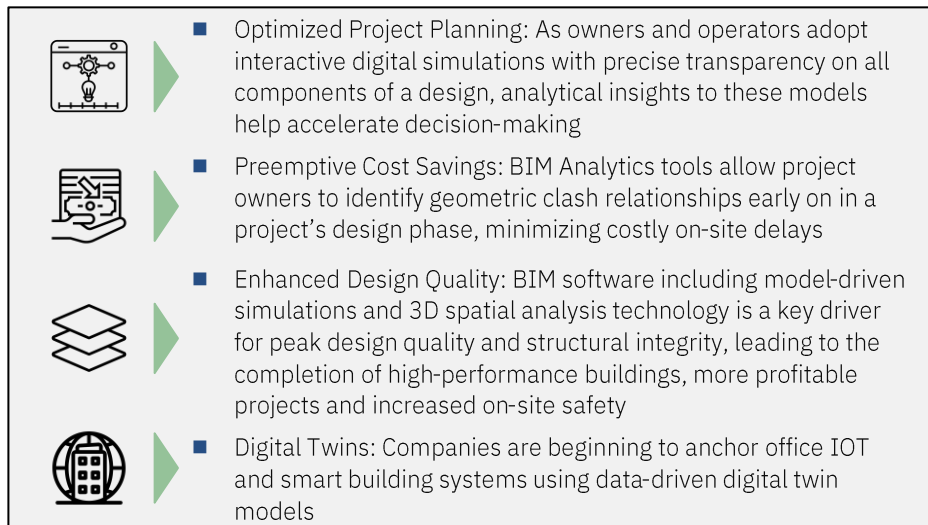 Optimized Project Planning: As owners and operators adopt
interactive digital simulations with precise transparency on all
components of a design, analytical insights to these models
help accelerate decision-making
Preemptive Cost Savings: BIM Analytics tools allow project
owners to identify geometric clash relationships early on in a
project's design phase, minimizing costly on-site delays
Enhanced Design Quality: BIM software including model-driven
simulations and 3D spatial analysis technology is a key driver
for peak design quality and structural integrity, leading to the
completion of high-performance buildings, more profitable
projects and increased on-site safety
Digital Twins: Companies are beginning to anchor office IOT
and smart building systems using data-driven digital twin
models